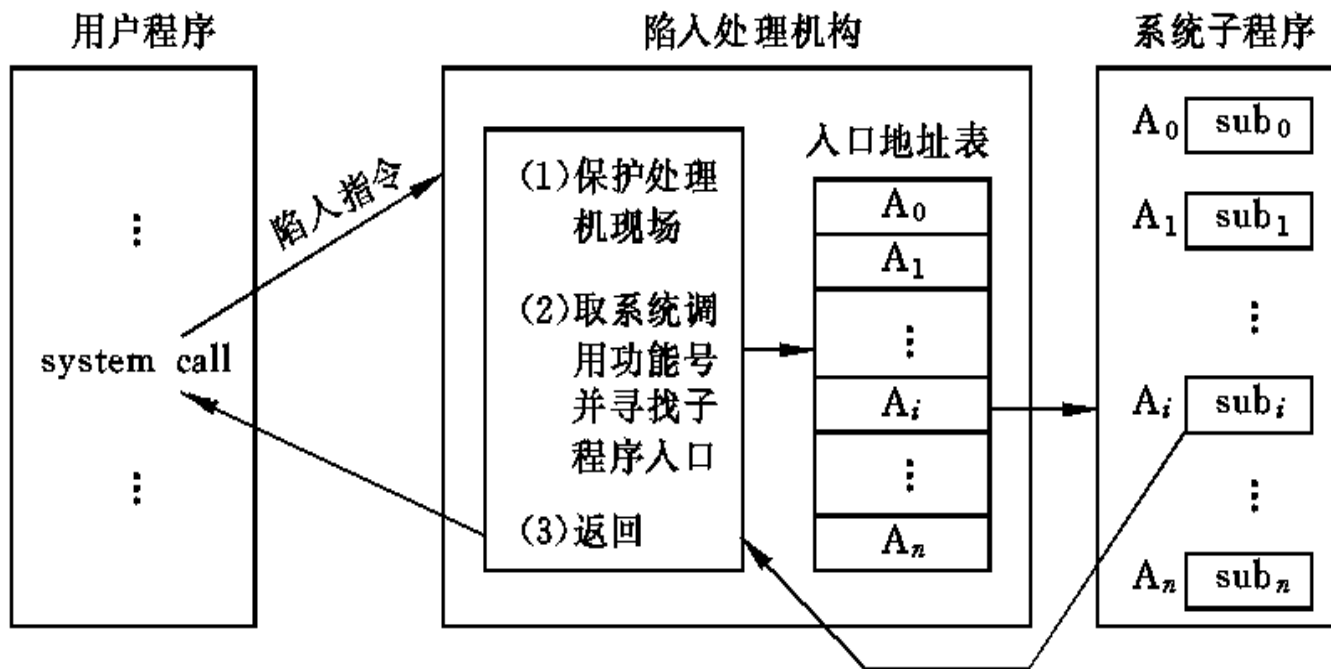 用户程序
⋮
system call
⋮
陷入指令
陷入处理机构
(1)保护处理
机现场
(2)取系统调
用功能号
并寻找子
程序入口
(3)返回
入口地址表
A₀
A₁
⋮
Aᵢ
⋮
Aₙ
系统子程序
A₀ sub₀
A₁ sub₁
⋮
Aᵢ subᵢ
⋮
Aₙ subₙ